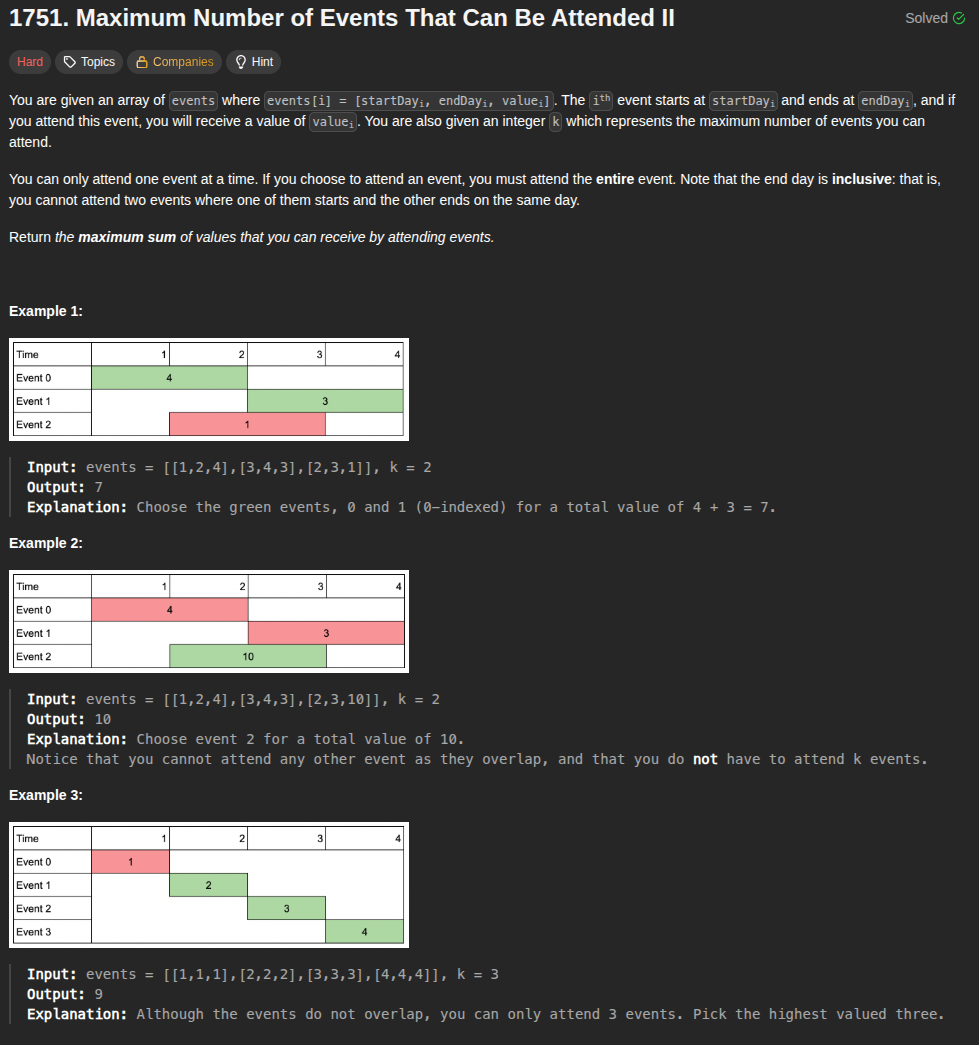 1751. Maximum Number of Events That Can Be Attended II
Solved
Hard Topics Companies Hint
You are given an array of events where events[i] = [startDayi, endDayi, valuei]. The ith event starts at startDayi and ends at endDayi, and if
you attend this event, you will receive a value of valuei. You are also given an integer k which represents the maximum number of events you can
attend.
You can only attend one event at a time. If you choose to attend an event, you must attend the entire event. Note that the end day is inclusive: that is,
you cannot attend two events where one of them starts and the other ends on the same day.
Return the maximum sum of values that you can receive by attending events.
Example 1:
Time 1 2 3 4
Event 0 4
Event 1 3
Event 2 1
Input: events = [[1,2,4],[3,4,3],[2,3,1]], k = 2
Output: 7
Explanation: Choose the green events, 0 and 1 (0-indexed) for a total value of 4 + 3 = 7.
Example 2:
Time 1 2 3 4
Event 0 4
Event 1 3
Event 2 10
Input: events = [[1,2,4],[3,4,3],[2,3,10]], k = 2
Output: 10
Explanation: Choose event 2 for a total value of 10.
Notice that you cannot attend any other event as they overlap, and that you do not have to attend k events.
Example 3:
Time 1 2 3 4
Event 0 1
Event 1 2
Event 2 3
Event 3 4
Input: events = [[1,1,1],[2,2,2],[3,3,3],[4,4,4]], k = 3
Output: 9
Explanation: Although the events do not overlap, you can only attend 3 events. Pick the highest valued three.